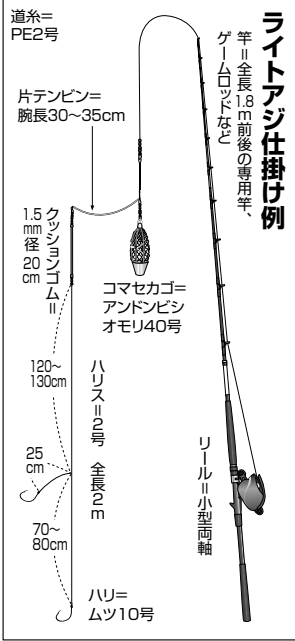 ライトアジ仕掛け例
竿=全長1.8m前後の専用竿、
ゲームロッドなど
道糸=
PE2号
片テンビン=
腕長30〜35cm
クッションゴム=
1.5mm径20cm
コマセカゴ=
アンドンビシ
オモリ40号
120〜
130cm
ハリス=2号 全長2m
25
cm
70〜
80cm
リール=小型両軸
ハリ=
ムツ10号